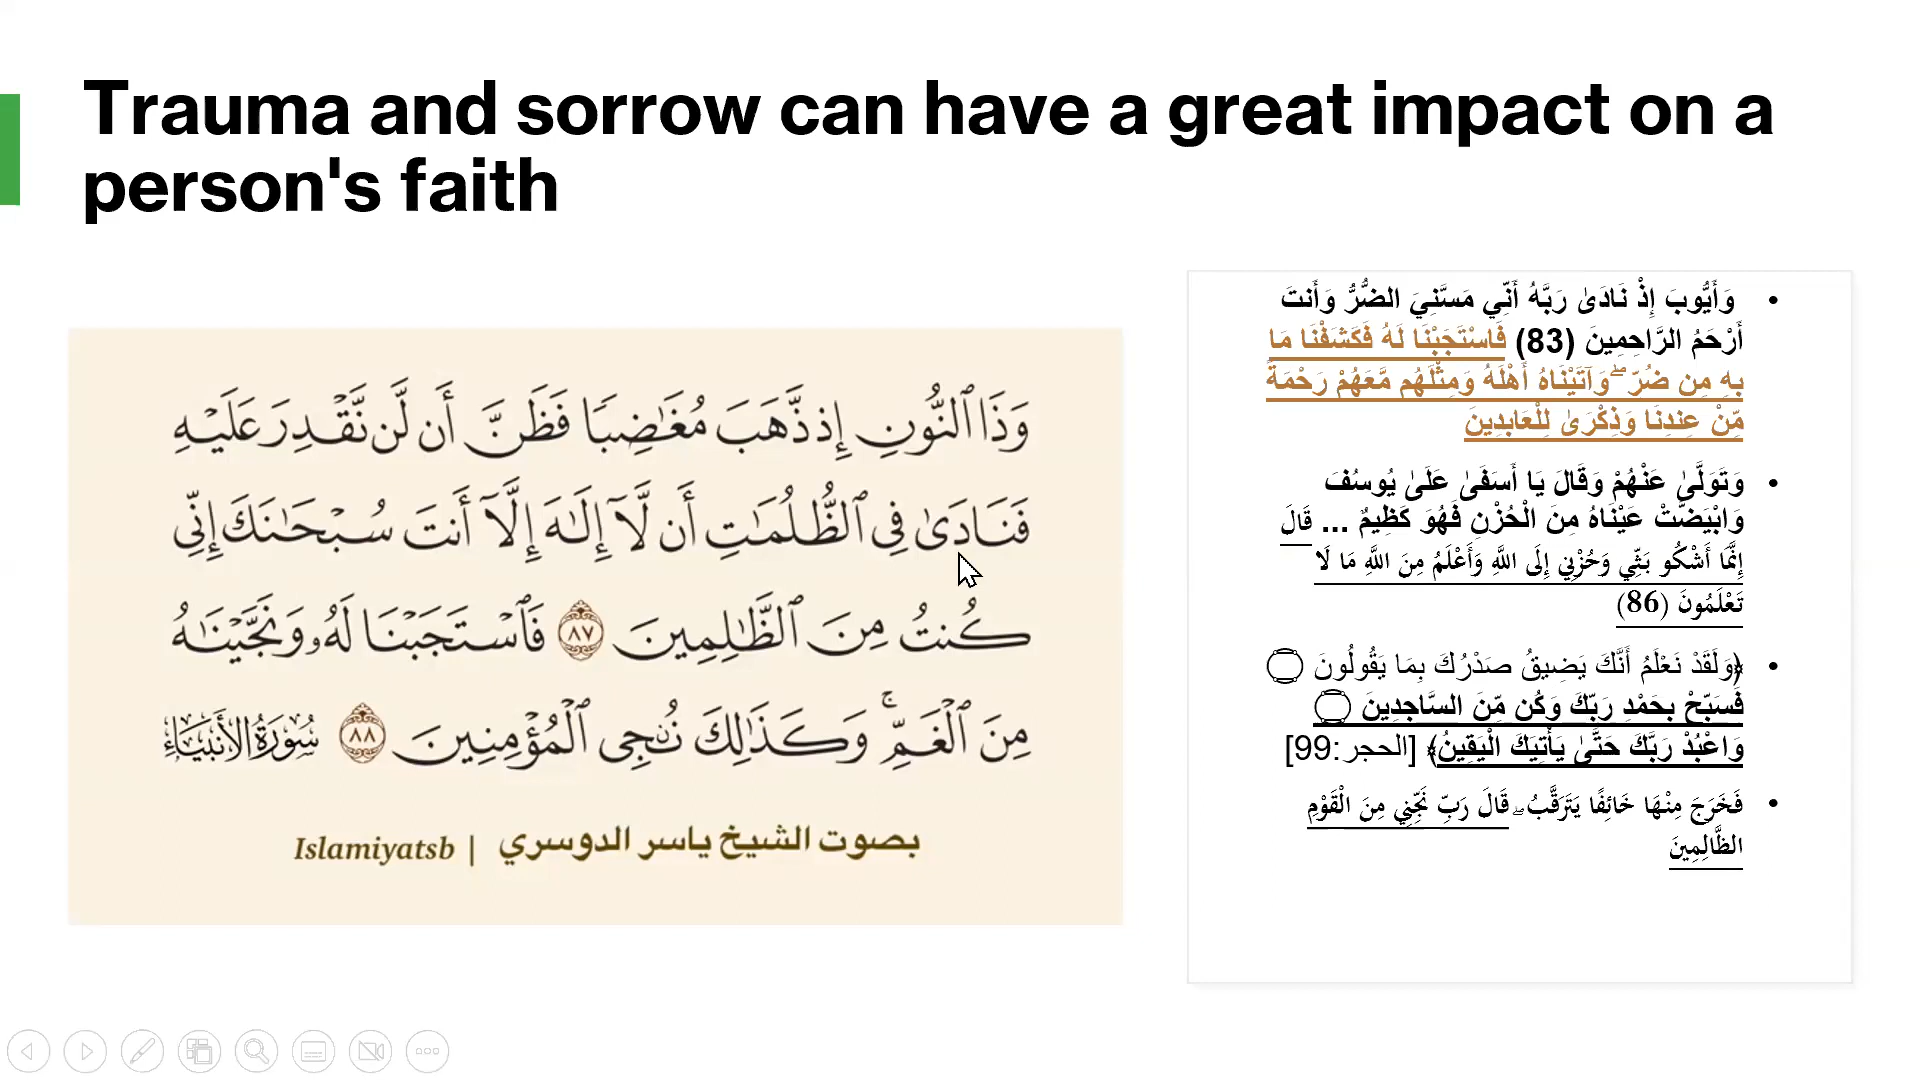 Trauma and sorrow can have a great impact on a
person's faith
وَذَا ٱلنُّونِ إِذ ذَّهَبَ مُغَٰضِبًا فَظَنَّ أَن لَّن نَّقْدِرَ عَلَيْهِ
فَنَادَىٰ فِى ٱلظُّلُمَٰتِ أَن لَّآ إِلَٰهَ إِلَّآ أَنتَ سُبْحَٰنَكَ إِنِّى
كُنتُ مِنَ ٱلظَّٰلِمِينَ ٨٧ فَٱسْتَجَبْنَا لَهُۥ وَنَجَّيْنَٰهُ
مِنَ ٱلْغَمِّ ۚ وَكَذَٰلِكَ نُۨجِى ٱلْمُؤْمِنِينَ ٨٨ سُورَةُ الأَنبِيَاءِ
بصوت الشيخ ياسر الدوسري | Islamiyatsb
• وَأَيُّوبَ إِذْ نَادَىٰ رَبَّهُ أَنِّي مَسَّنِيَ الضُّرُّ وَأَنتَ
أَرْحَمُ الرَّاحِمِينَ (83) فَاسْتَجَبْنَا لَهُ فَكَشَفْنَا مَا
بِهِ مِن ضُرٍّ ۖ وَآتَيْنَاهُ أَهْلَهُ وَمِثْلَهُم مَّعَهُمْ رَحْمَةً
مِّنْ عِندِنَا وَذِكْرَىٰ لِلْعَابِدِينَ
• وَتَوَلَّىٰ عَنْهُمْ وَقَالَ يَا أَسَفَىٰ عَلَىٰ يُوسُفَ
وَابْيَضَّتْ عَيْنَاهُ مِنَ الْحُزْنِ فَهُوَ كَظِيمٌ ... قَالَ
إِنَّمَا أَشْكُو بَثِّي وَحُزْنِي إِلَى اللَّهِ وَأَعْلَمُ مِنَ اللَّهِ مَا لَا
تَعْلَمُونَ (86)
• ﴿وَلَقَدْ نَعْلَمُ أَنَّكَ يَضِيقُ صَدْرُكَ بِمَا يَقُولُونَ ۝
فَسَبِّحْ بِحَمْدِ رَبِّكَ وَكُن مِّنَ السَّاجِدِينَ ۝
وَاعْبُدْ رَبَّكَ حَتَّىٰ يَأْتِيَكَ الْيَقِينُ﴾ [الحجر:99]
• فَخَرَجَ مِنْهَا خَائِفًا يَتَرَقَّبُ ۖ قَالَ رَبِّ نَجِّنِي مِنَ الْقَوْمِ
الظَّالِمِينَ